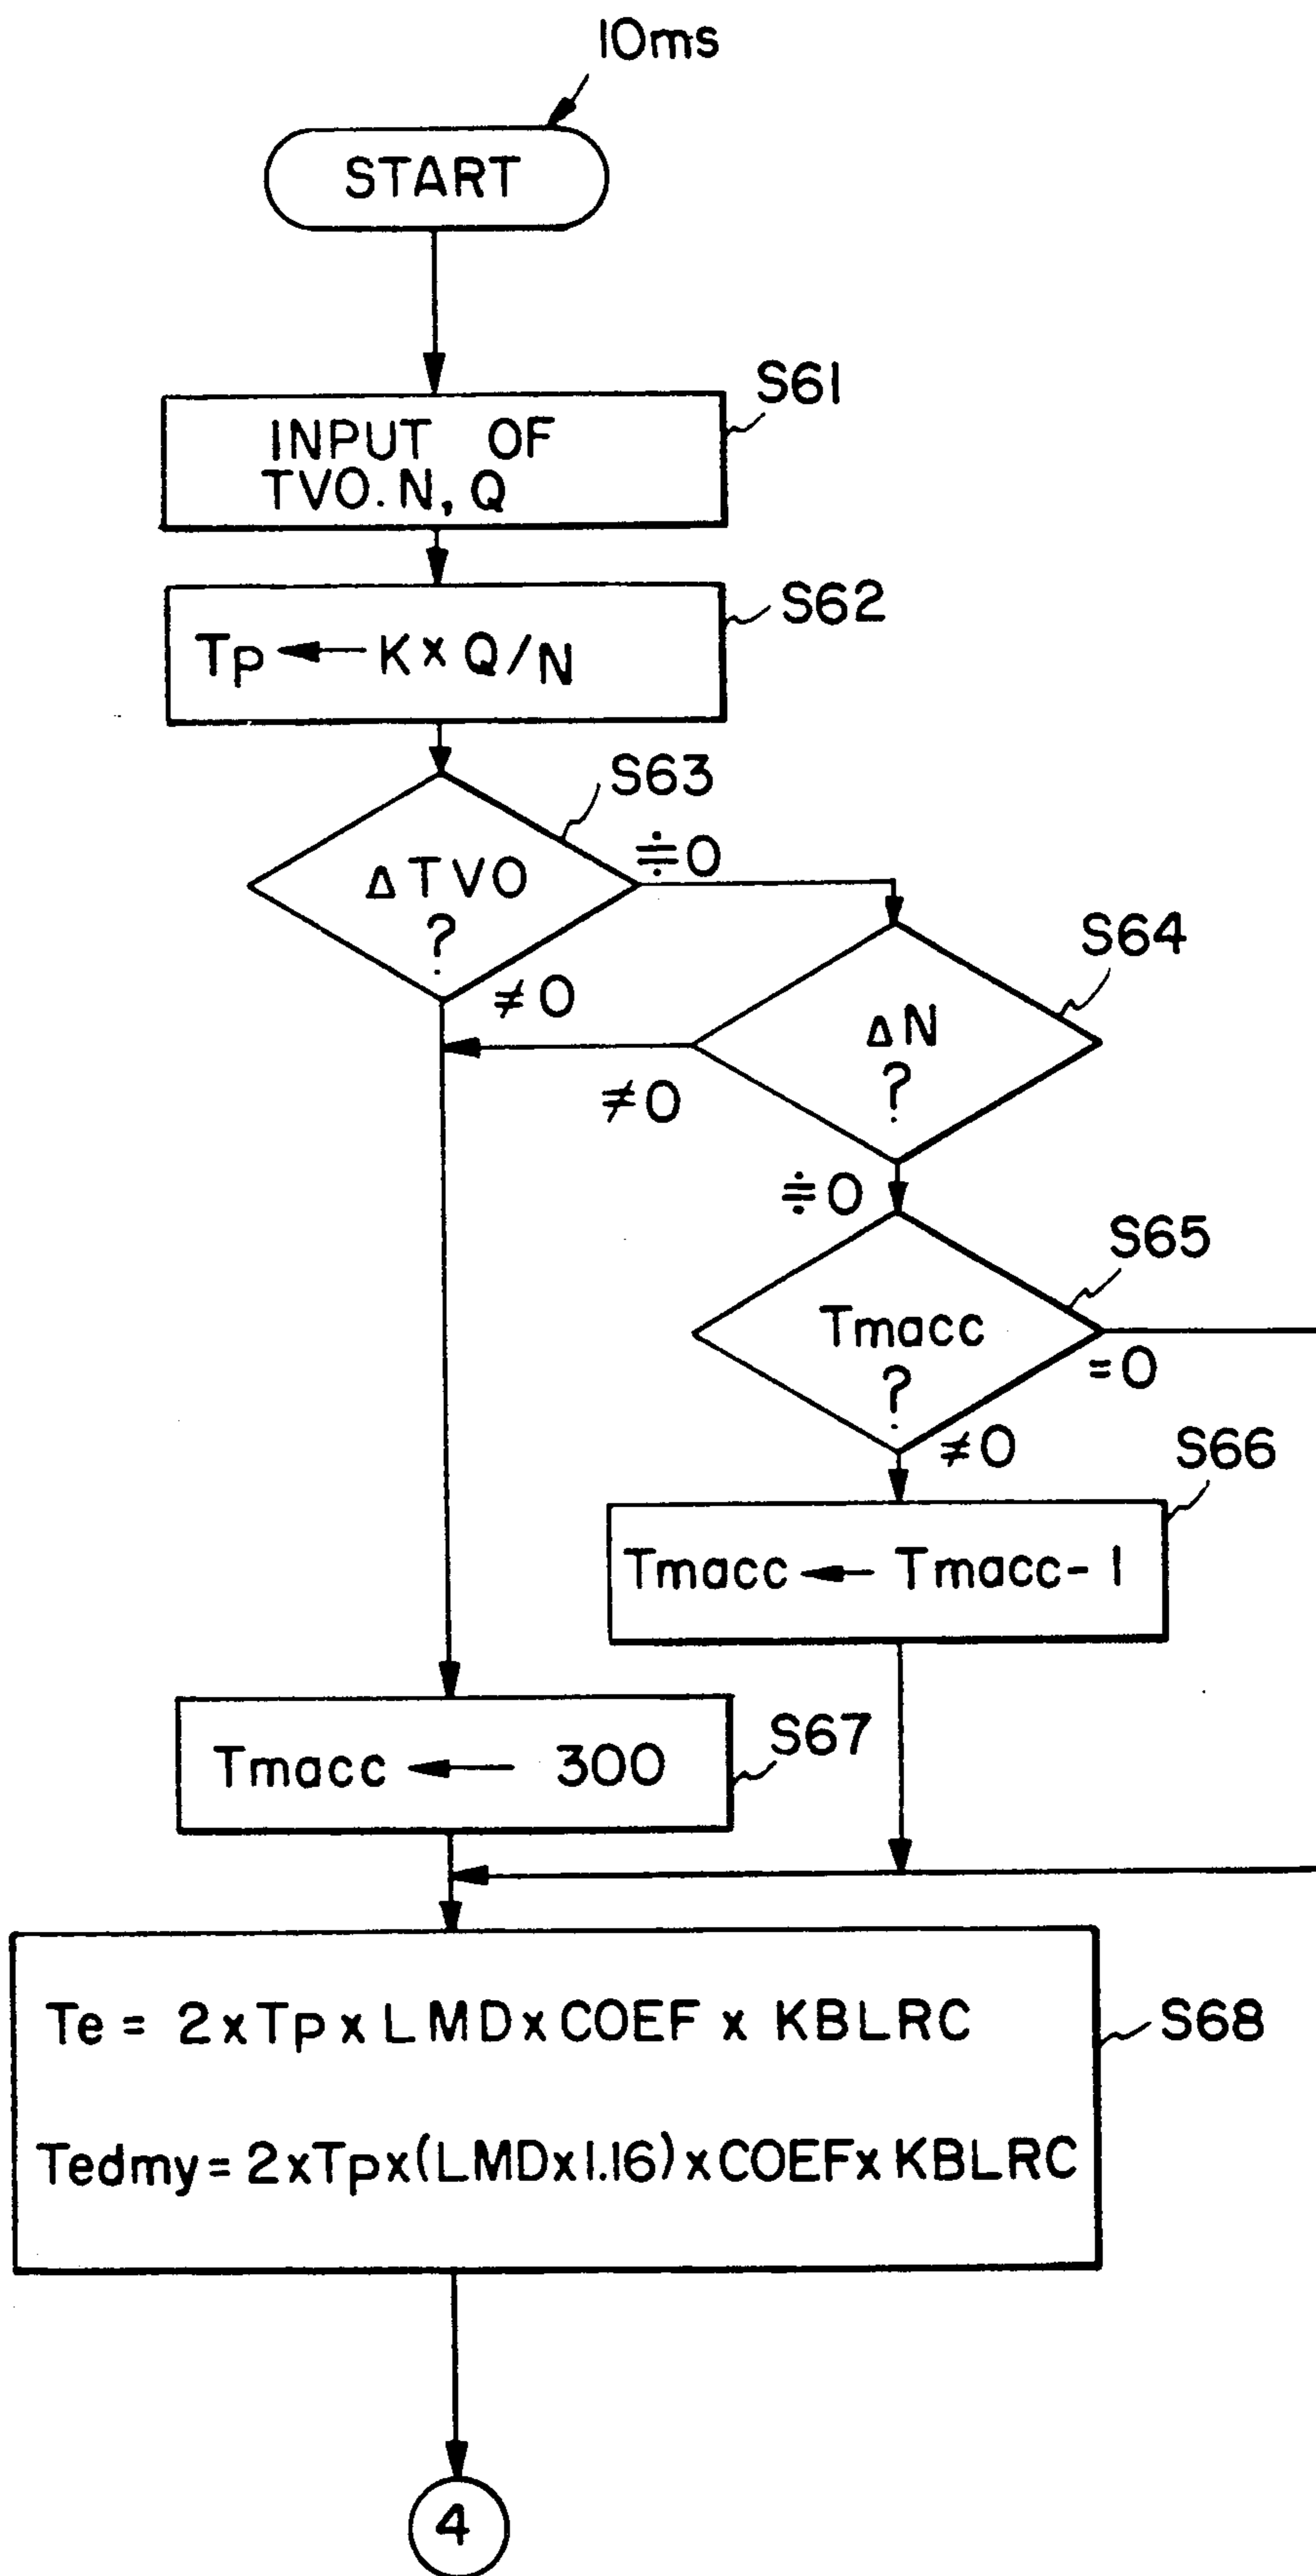 10ms
START
S61
INPUT OF
TVO. N, Q
S62
Tp ← K × Q/N
S63
≒0
ΔTVO
?
≠0
S64
ΔN
?
≠0
≒0
S65
Tmacc
?
=0
≠0
S66
Tmacc ← Tmacc-1
S67
Tmacc ← 300
Te = 2×Tp×LMD×COEF × KBLRC
S68
Tedmy=2×Tp×(LMD×1.16)×COEF×KBLRC
4